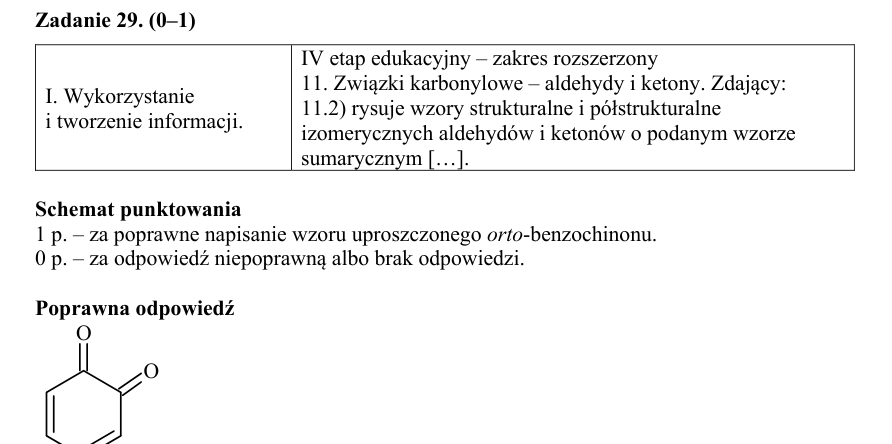 Zadanie 29. (0–1)
I. Wykorzystanie
i tworzenie informacji.
IV etap edukacyjny – zakres rozszerzony
11. Związki karbonylowe – aldehydy i ketony. Zdający:
11.2) rysuje wzory strukturalne i półstrukturalne
izomerycznych aldehydów i ketonów o podanym wzorze
sumarycznym […].
Schemat punktowania
1 p. – za poprawne napisanie wzoru uproszczonego orto-benzochinonu.
0 p. – za odpowiedź niepoprawną albo brak odpowiedzi.
Poprawna odpowiedź
O
O